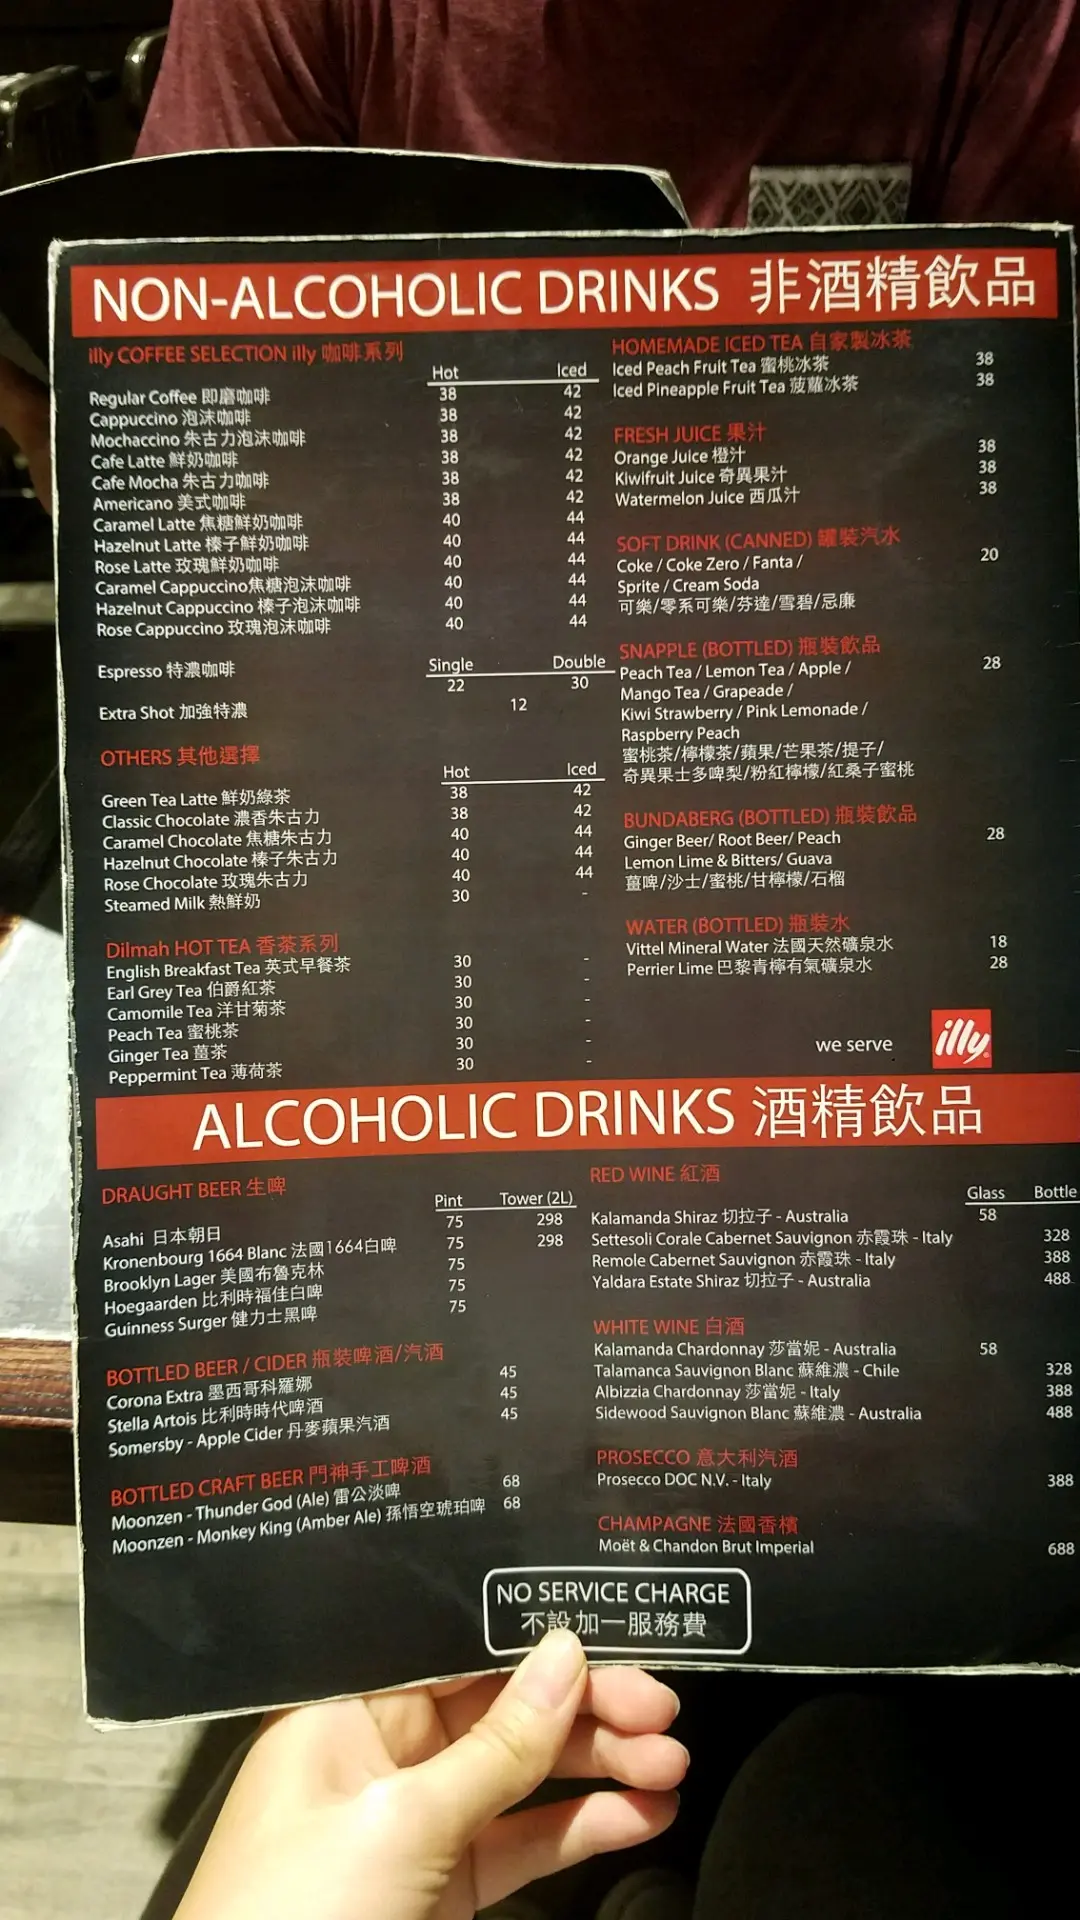 NON-ALCOHOLIC DRINKS 非酒精飲品
illy COFFEE SELECTION illy 咖啡系列
Hot Iced
Regular Coffee 即磨咖啡 38 42
Cappuccino 泡沫咖啡 38 42
Mochaccino 朱古力泡沫咖啡 38 42
Cafe Latte 鮮奶咖啡 38 42
Cafe Mocha 朱古力咖啡 38 42
Americano 美式咖啡 38 42
Caramel Latte 焦糖鮮奶咖啡 40 44
Hazelnut Latte 榛子鮮奶咖啡 40 44
Rose Latte 玫瑰鮮奶咖啡 40 44
Caramel Cappuccino焦糖泡沫咖啡 40 44
Hazelnut Cappuccino 榛子泡沫咖啡 40 44
Rose Cappuccino 玫瑰泡沫咖啡 40 44
Single Double
Espresso 特濃咖啡 22 30
Extra Shot 加強特濃 12
OTHERS 其他選擇
Hot Iced
Green Tea Latte 鮮奶綠茶 38 42
Classic Chocolate 濃香朱古力 38 42
Caramel Chocolate 焦糖朱古力 40 44
Hazelnut Chocolate 榛子朱古力 40 44
Rose Chocolate 玫瑰朱古力 40 44
Steamed Milk 熱鮮奶 30 -
Dilmah HOT TEA 香茶系列
English Breakfast Tea 英式早餐茶 30 -
Earl Grey Tea 伯爵紅茶 30 -
Camomile Tea 洋甘菊茶 30 -
Peach Tea 蜜桃茶 30 -
Ginger Tea 薑茶 30 -
Peppermint Tea 薄荷茶 30 -
HOMEMADE ICED TEA 自家製冰茶
Iced Peach Fruit Tea 蜜桃冰茶 38
Iced Pineapple Fruit Tea 菠蘿冰茶 38
FRESH JUICE 果汁
Orange Juice 橙汁 38
Kiwifruit Juice 奇異果汁 38
Watermelon Juice 西瓜汁 38
SOFT DRINK (CANNED) 罐裝汽水
Coke / Coke Zero / Fanta / 20
Sprite / Cream Soda
可樂/零系可樂/芬達/雪碧/忌廉
SNAPPLE (BOTTLED) 瓶裝飲品
Peach Tea / Lemon Tea / Apple / 28
Mango Tea / Grapeade /
Kiwi Strawberry / Pink Lemonade /
Raspberry Peach
蜜桃茶/檸檬茶/蘋果/芒果茶/提子/
奇異果士多啤梨/粉紅檸檬/紅桑子蜜桃
BUNDABERG (BOTTLED) 瓶裝飲品
Ginger Beer/ Root Beer/ Peach 28
Lemon Lime & Bitters/ Guava
薑啤/沙士/蜜桃/甘檸檬/石榴
WATER (BOTTLED) 瓶裝水
Vittel Mineral Water 法國天然礦泉水 18
Perrier Lime 巴黎青檸有氣礦泉水 28
we serve illy
ALCOHOLIC DRINKS 酒精飲品
DRAUGHT BEER 生啤
Pint Tower (2L)
Asahi 日本朝日 75 298
Kronenbourg 1664 Blanc 法國1664白啤 75 298
Brooklyn Lager 美國布魯克林 75
Hoegaarden 比利時福佳白啤 75
Guinness Surger 健力士黑啤 75
BOTTLED BEER / CIDER 瓶裝啤酒/汽酒
Corona Extra 墨西哥科羅娜 45
Stella Artois 比利時時代啤酒 45
Somersby - Apple Cider 丹麥蘋果汽酒 45
BOTTLED CRAFT BEER 門神手工啤酒
Moonzen - Thunder God (Ale) 雷公淡啤 68
Moonzen - Monkey King (Amber Ale) 孫悟空琥珀啤 68
RED WINE 紅酒
Glass Bottle
Kalamanda Shiraz 切拉子 - Australia 58
Settesoli Corale Cabernet Sauvignon 赤霞珠 - Italy 328
Remole Cabernet Sauvignon 赤霞珠 - Italy 388
Yaldara Estate Shiraz 切拉子 - Australia 488
WHITE WINE 白酒
Kalamanda Chardonnay 莎當妮 - Australia 58
Talamanca Sauvignon Blanc 蘇維濃 - Chile 328
Albizzia Chardonnay 莎當妮 - Italy 388
Sidewood Sauvignon Blanc 蘇維濃 - Australia 488
PROSECCO 意大利汽酒
Prosecco DOC N.V. - Italy 388
CHAMPAGNE 法國香檳
Moët & Chandon Brut Imperial 688
NO SERVICE CHARGE
不設加一服務費